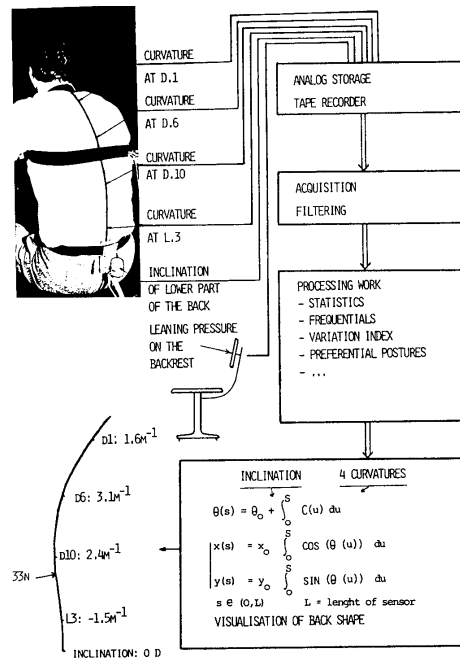 CURVATURE
AT D.1
CURVATURE
AT D.6
CURVATURE
AT D.10
CURVATURE
AT L.3
INCLINATION
OF LOWER PART
OF THE BACK
LEANING PRESSURE
ON THE
BACKREST
ANALOG STORAGE
TAPE RECORDER
ACQUISITION
FILTERING
PROCESSING WORK
- STATISTICS
- FREQUENTIALS
- VARIATION INDEX
- PREFERENTIAL POSTURES
- ...
INCLINATION 4 CURVATURES
θ(s) = θo + ∫oS C(u) du
x(s) = xo ∫oS COS (θ (u)) du
y(s) = yo ∫oS SIN (θ (u)) du
s e (O,L) L = lenght of sensor
VISUALISATION OF BACK SHAPE
D1: 1.6M-1
D6: 3.1M-1
D10: 2.4M-1
33N
L3: -1.5M-1
INCLINATION: O D